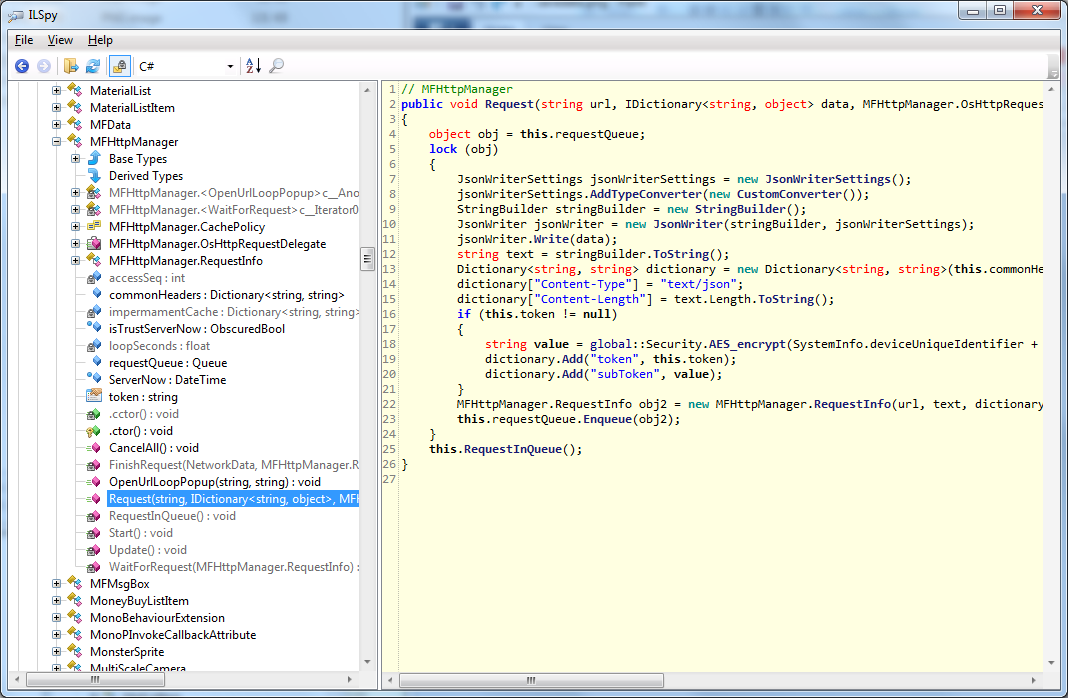 ILSpy
File View Help
C#
MaterialList
MaterialListItem
MFData
MFHttpManager
Base Types
Derived Types
MFHttpManager.<OpenUrlLoopPopup>c__Ano
MFHttpManager.<WaitForRequest>c__Iterator0
MFHttpManager.CachePolicy
MFHttpManager.OsHttpRequestDelegate
MFHttpManager.RequestInfo
accessSeq : int
commonHeaders : Dictionary<string, string>
impermamentCache : Dictionary<string, string>
isTrustServerNow : ObscuredBool
loopSeconds : float
requestQueue : Queue
ServerNow : DateTime
token : string
.cctor() : void
.ctor() : void
CancelAll() : void
FinishRequest(NetworkData, MFHttpManager.R
OpenUrlLoopPopup(string, string) : void
Request(string, IDictionary<string, object>, MFH
RequestInQueue() : void
Start() : void
Update() : void
WaitForRequest(MFHttpManager.RequestInfo) :
MFMsgBox
MoneyBuyListItem
MonoBehaviourExtension
MonoPInvokeCallbackAttribute
MonsterSprite
MultiScaleCamera
1 // MFHttpManager
2 public void Request(string url, IDictionary<string, object> data, MFHttpManager.OsHttpReques
3 {
4 object obj = this.requestQueue;
5 lock (obj)
6 {
7 JsonWriterSettings jsonWriterSettings = new JsonWriterSettings();
8 jsonWriterSettings.AddTypeConverter(new CustomConverter());
9 StringBuilder stringBuilder = new StringBuilder();
10 JsonWriter jsonWriter = new JsonWriter(stringBuilder, jsonWriterSettings);
11 jsonWriter.Write(data);
12 string text = stringBuilder.ToString();
13 Dictionary<string, string> dictionary = new Dictionary<string, string>(this.commonHe
14 dictionary["Content-Type"] = "text/json";
15 dictionary["Content-Length"] = text.Length.ToString();
16 if (this.token != null)
17 {
18 string value = global::Security.AES_encrypt(SystemInfo.deviceUniqueIdentifier +
19 dictionary.Add("token", this.token);
20 dictionary.Add("subToken", value);
21 }
22 MFHttpManager.RequestInfo obj2 = new MFHttpManager.RequestInfo(url, text, dictionary
23 this.requestQueue.Enqueue(obj2);
24 }
25 this.RequestInQueue();
26 }
27